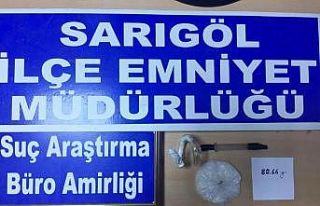 SARIGÖL
İLÇE EMNİYET
MÜDÜRLÜĞÜ
Suç Araştırma
Büro Amirliği